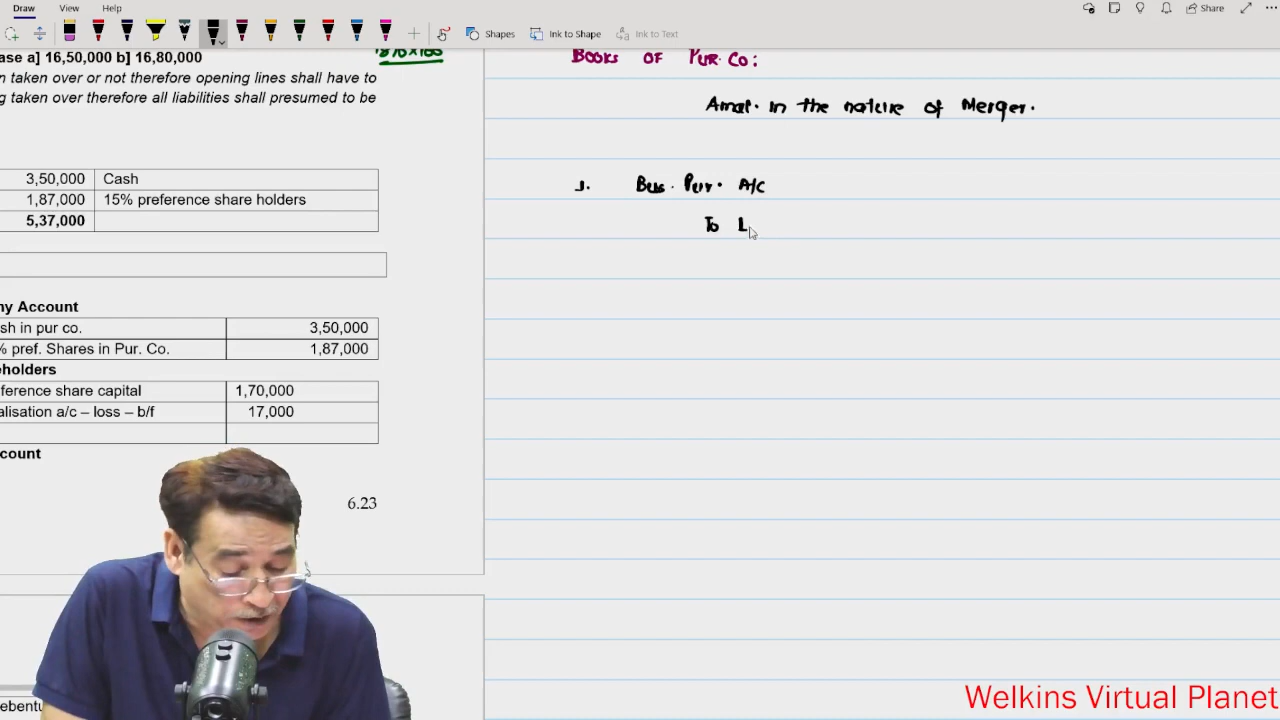 Draw View Help
Share
Shapes Ink to Shape Ink to Text
ase a] 16,50,000 b] 16,80,000
n taken over or not therefore opening lines shall have to
g taken over therefore all liabilities shall presumed to be
3,50,000 Cash
1,87,000 15% preference share holders
5,37,000
ny Account
sh in pur co. 3,50,000
% pref. Shares in Pur. Co. 1,87,000
eholders
ference share capital 1,70,000
alisation a/c – loss – b/f 17,000
count
6.23
ebentu
BOOKS OF PUR. CO:
Amal. in the nature of Merger.
1. Bus. Pur. A/C
To L
Welkins Virtual Planet